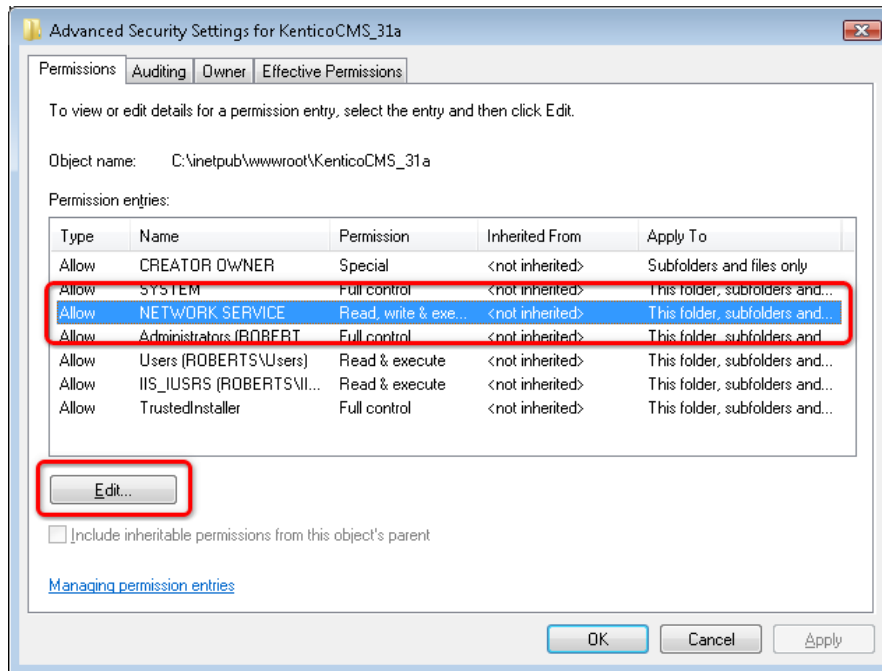 Advanced Security Settings for KenticoCMS_31a
Permissions Auditing Owner Effective Permissions
To view or edit details for a permission entry, select the entry and then click Edit.
Object name: C:\inetpub\wwwroot\KenticoCMS_31a
Permission entries:
Type Name Permission Inherited From Apply To
Allow CREATOR OWNER Special <not inherited> Subfolders and files only
Allow SYSTEM Full control <not inherited> This folder, subfolders and...
Allow NETWORK SERVICE Read, write & exe... <not inherited> This folder, subfolders and...
Allow Administrators (ROBERT Full control <not inherited> This folder, subfolders and
Allow Users (ROBERTS\Users) Read & execute <not inherited> This folder, subfolders and...
Allow IIS_IUSRS (ROBERTS\II... Read & execute <not inherited> This folder, subfolders and...
Allow TrustedInstaller Full control <not inherited> This folder, subfolders and...
Edit...
Include inheritable permissions from this object's parent
Managing permission entries
OK Cancel Apply